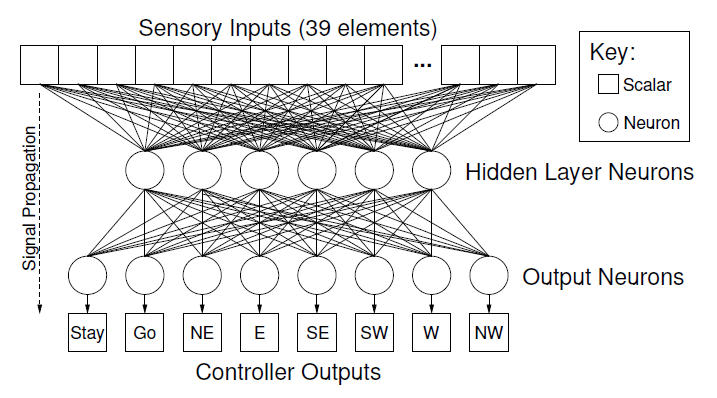 Sensory Inputs (39 elements)
...
Key:
Scalar
Neuron
Signal Propagation
Hidden Layer Neurons
Output Neurons
Stay Go NE E SE SW W NW
Controller Outputs